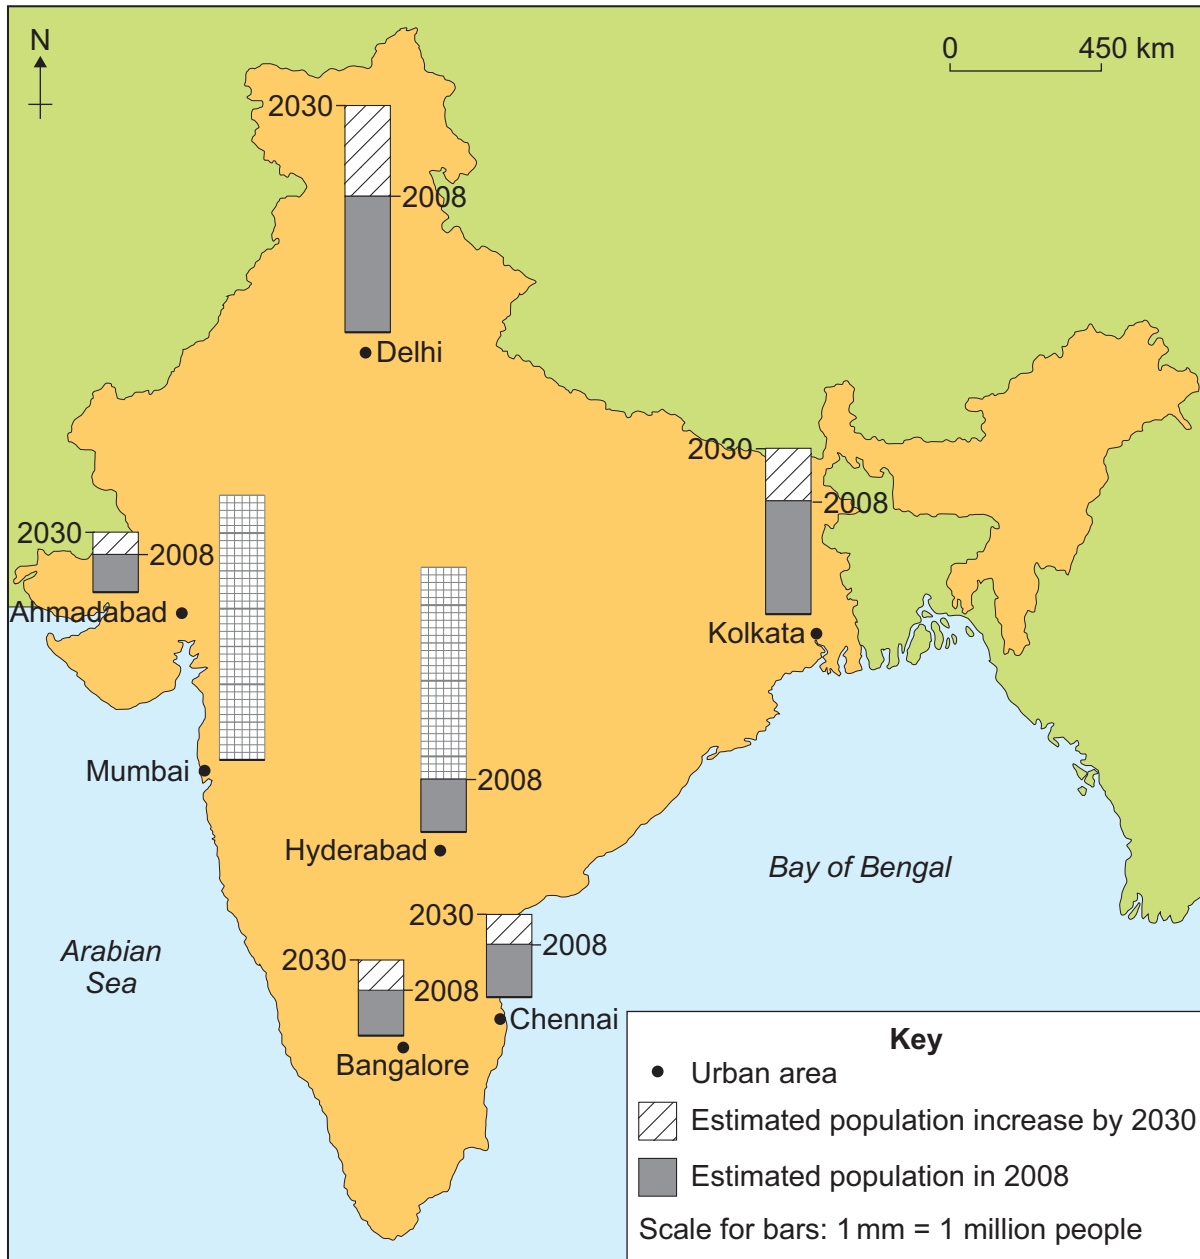 N
0 450 km
2030
2008
Delhi
2030
2008
Kolkata
2030
2008
Ahmadabad
Mumbai
2008
Hyderabad
Bay of Bengal
Arabian
Sea
2030
2008
Chennai
2030
2008
Bangalore
Key
Urban area
Estimated population increase by 2030
Estimated population in 2008
Scale for bars: 1 mm = 1 million people